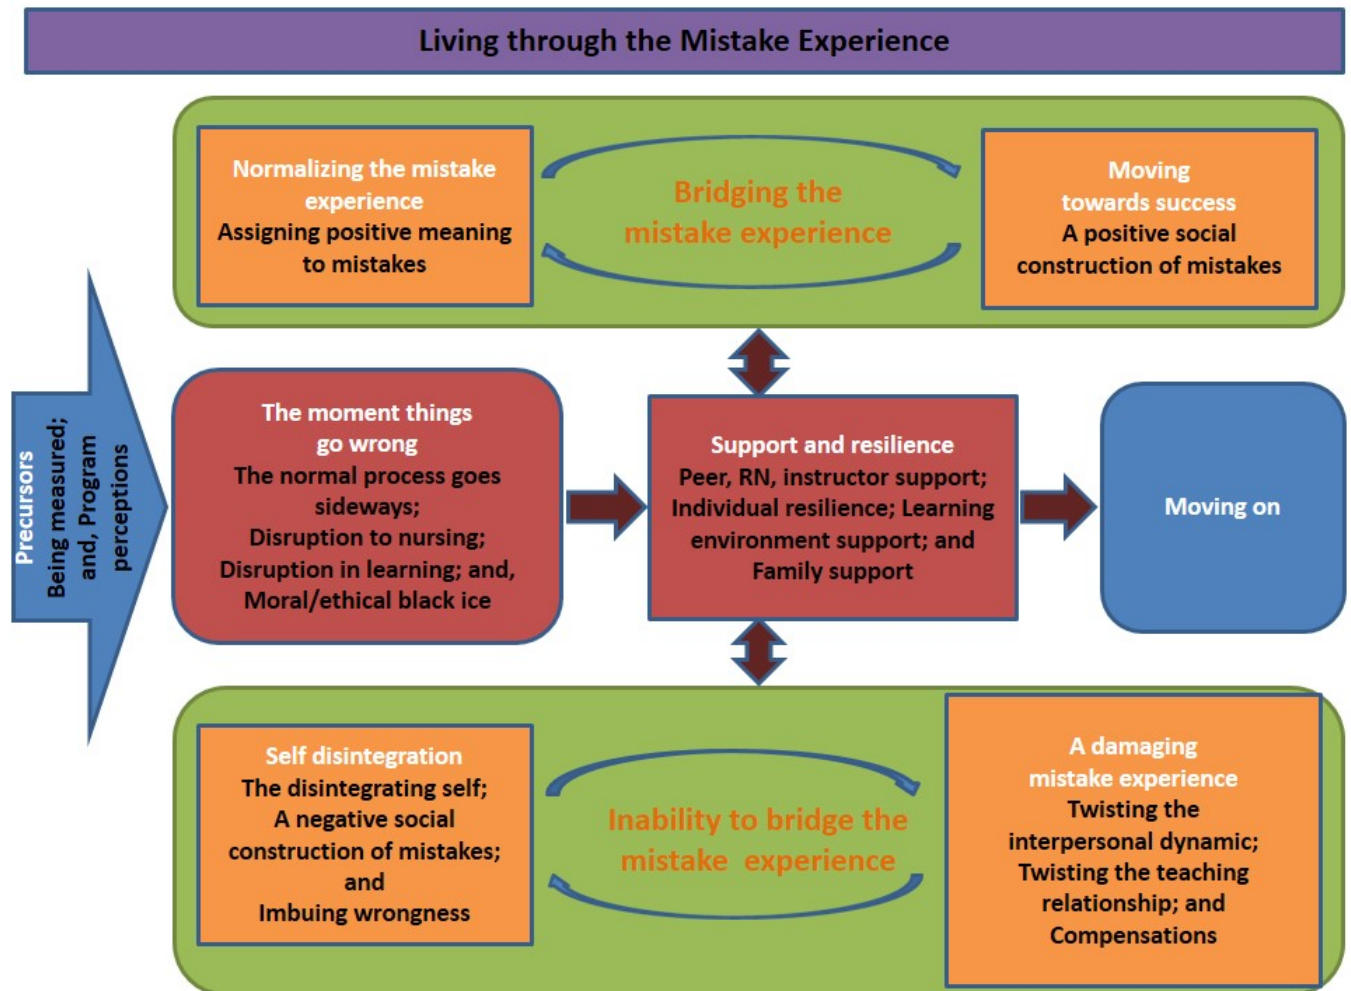 Living through the Mistake Experience
Normalizing the mistake
experience
Assigning positive meaning
to mistakes
Bridging the
mistake experience
Moving
towards success
A positive social
construction of mistakes
Precursors
Being measured;
and, Program
perceptions
The moment things
go wrong
The normal process goes
sideways;
Disruption to nursing;
Disruption in learning; and,
Moral/ethical black ice
Support and resilience
Peer, RN, instructor support;
Individual resilience; Learning
environment support; and
Family support
Moving on
Self disintegration
The disintegrating self;
A negative social
construction of mistakes;
and
Imbuing wrongness
Inability to bridge the
mistake experience
A damaging
mistake experience
Twisting the
interpersonal dynamic;
Twisting the teaching
relationship; and
Compensations